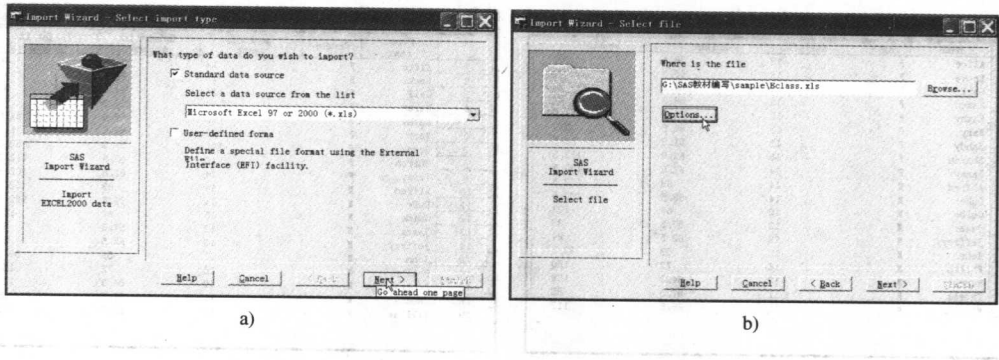 Import Wizard - Select import type
What type of data do you wish to import?
Standard data source
Select a data source from the list
Microsoft Excel 97 or 2000 (*.xls)
User-defined forma
Define a special file format using the External
Interface (EFI) facility.
SAS
Import Wizard
Import
EXCEL2000 data
Help
Cancel
Next >
Go ahead one page
a)
Import Wizard - Select file
Where is the file
G:\SAS教材编写\sample\Eclass.xls
Browse...
Options...
SAS
Import Wizard
Select file
Help
Cancel
< Back
Next >
b)